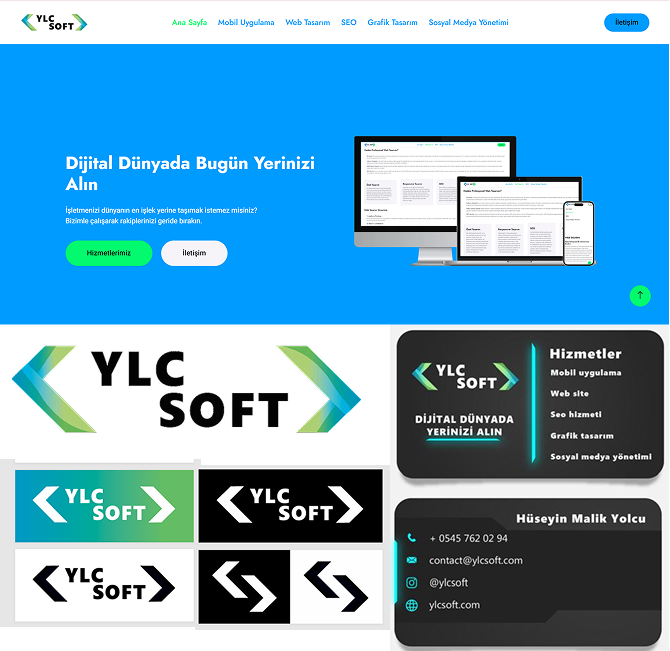 YLC
SOFT
Ana Sayfa Mobil Uygulama Web Tasarım SEO Grafik Tasarım Sosyal Medya Yönetimi
İletişim
Dijital Dünyada Bugün Yerinizi
Alın
İşletmenizi dünyanın en işlek yerine taşımak istemez misiniz?
Bizimle çalışarak rakiplerinizi geride bırakın.
Hizmetlerimiz İletişim
YLC
SOFT
YLC
SOFT
DİJİTAL DÜNYADA
YERİNİZİ ALIN
Hizmetler
Mobil uygulama
Web site
Seo hizmeti
Grafik tasarım
Sosyal medya yönetimi
YLC
SOFT
YLC
SOFT
YLC
SOFT
Hüseyin Malik Yolcu
+ 0545 762 02 94
contact@ylcsoft.com
@ylcsoft
ylcsoft.com